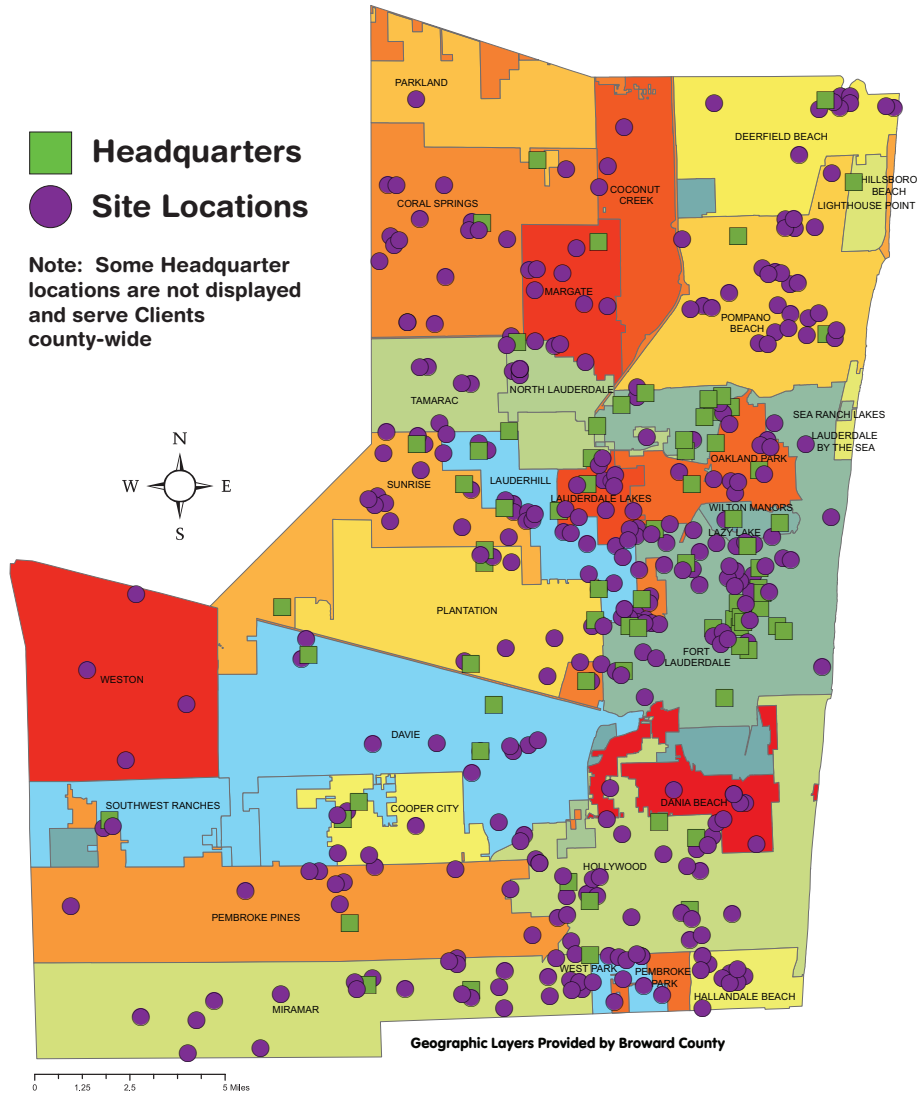 Headquarters
Site Locations
Note: Some Headquarter
locations are not displayed
and serve Clients
county-wide
PARKLAND
DEERFIELD BEACH
HILLSBORO
BEACH
LIGHTHOUSE POINT
COCONUT
CREEK
CORAL SPRINGS
MARGATE
POMPANO
BEACH
NORTH LAUDERDALE
TAMARAC
SEA RANCH LAKES
LAUDERDALE
BY THE SEA
OAKLAND PARK
N
W
E
S
SUNRISE
LAUDERHILL
LAUDERDALE LAKES
WILTON MANORS
LAZY LAKE
PLANTATION
FORT
LAUDERDALE
WESTON
DAVIE
SOUTHWEST RANCHES
COOPER CITY
DANIA BEACH
HOLLYWOOD
PEMBROKE PINES
WEST PARK
PEMBROKE
PARK
HALLANDALE BEACH
MIRAMAR
Geographic Layers Provided by Broward County
0 1.25 2.5 5 Miles